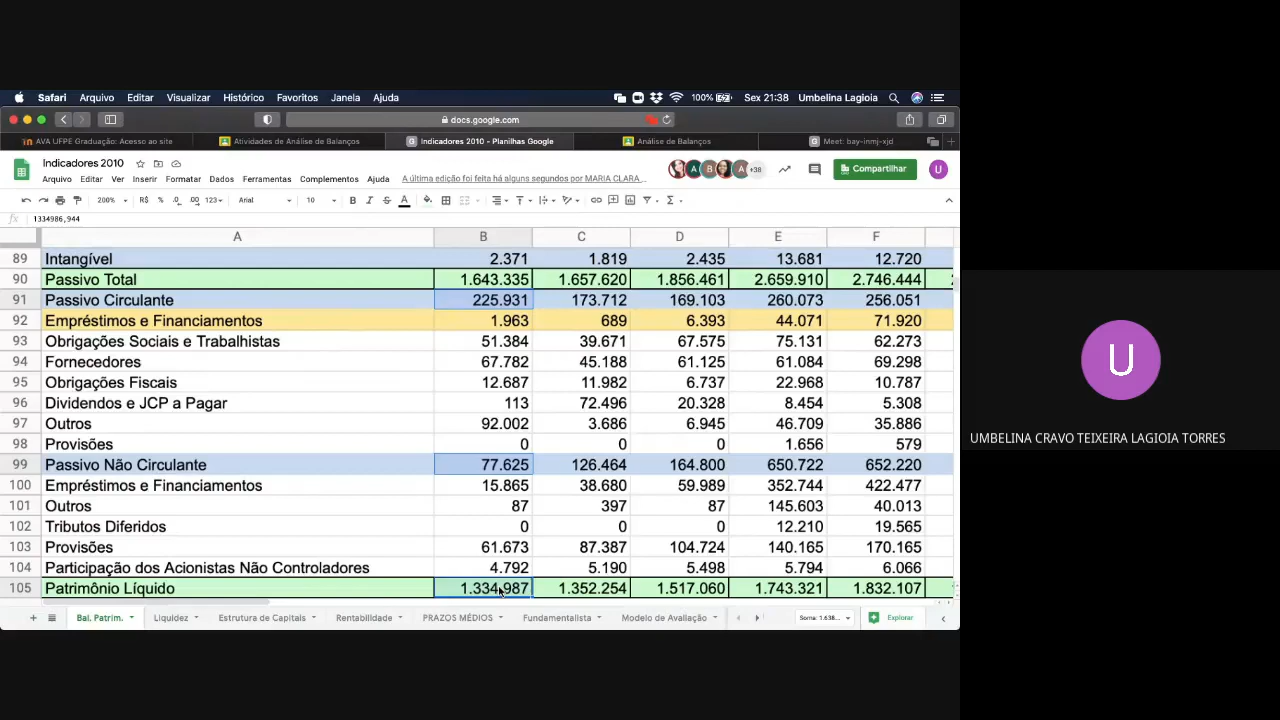 Safari Arquivo Editar Visualizar Histórico Favoritos Janela Ajuda 100% Sex 21:38 Umbelina Lagioia
docs.google.com
AVA UFPE Graduação: Acesso ao site Atividades de Análise de Balanços Indicadores 2010 - Planilhas Google Análise de Balanços Meet: bay-inmj-xjd
Indicadores 2010
+38 Compartilhar U
Arquivo Editar Ver Inserir Formatar Dados Ferramentas Complementos Ajuda A última edição foi feita há alguns segundos por MARIA CLARA…
200% R$ % .0 .00 123 Arial 10 B I S A
fx 1334986,944
A B C D E F
89 Intangível 2.371 1.819 2.435 13.681 12.720
90 Passivo Total 1.643.335 1.657.620 1.856.461 2.659.910 2.746.444
91 Passivo Circulante 225.931 173.712 169.103 260.073 256.051
92 Empréstimos e Financiamentos 1.963 689 6.393 44.071 71.920
93 Obrigações Sociais e Trabalhistas 51.384 39.671 67.575 75.131 62.273
94 Fornecedores 67.782 45.188 61.125 61.084 69.298
95 Obrigações Fiscais 12.687 11.982 6.737 22.968 10.787
96 Dividendos e JCP a Pagar 113 72.496 20.328 8.454 5.308
97 Outros 92.002 3.686 6.945 46.709 35.886
98 Provisões 0 0 0 1.656 579
99 Passivo Não Circulante 77.625 126.464 164.800 650.722 652.220
100 Empréstimos e Financiamentos 15.865 38.680 59.989 352.744 422.477
101 Outros 87 397 87 145.603 40.013
102 Tributos Diferidos 0 0 0 12.210 19.565
103 Provisões 61.673 87.387 104.724 140.165 170.165
104 Participação dos Acionistas Não Controladores 4.792 5.190 5.498 5.794 6.066
105 Patrimônio Líquido 1.334.987 1.352.254 1.517.060 1.743.321 1.832.107
Bal. Patrim. Liquidez Estrutura de Capitais Rentabilidade PRAZOS MÉDIOS Fundamentalista Modelo de Avaliação Soma: 1.638… Explorar
U
UMBELINA CRAVO TEIXEIRA LAGIOIA TORRES